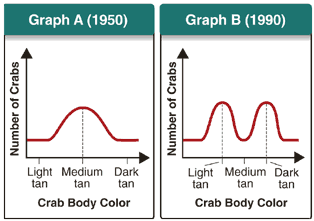 Graph A (1950)
Number of Crabs
Light tan
Medium tan
Dark tan
Crab Body Color
Graph B (1990)
Number of Crabs
Light tan
Medium tan
Dark tan
Crab Body Color